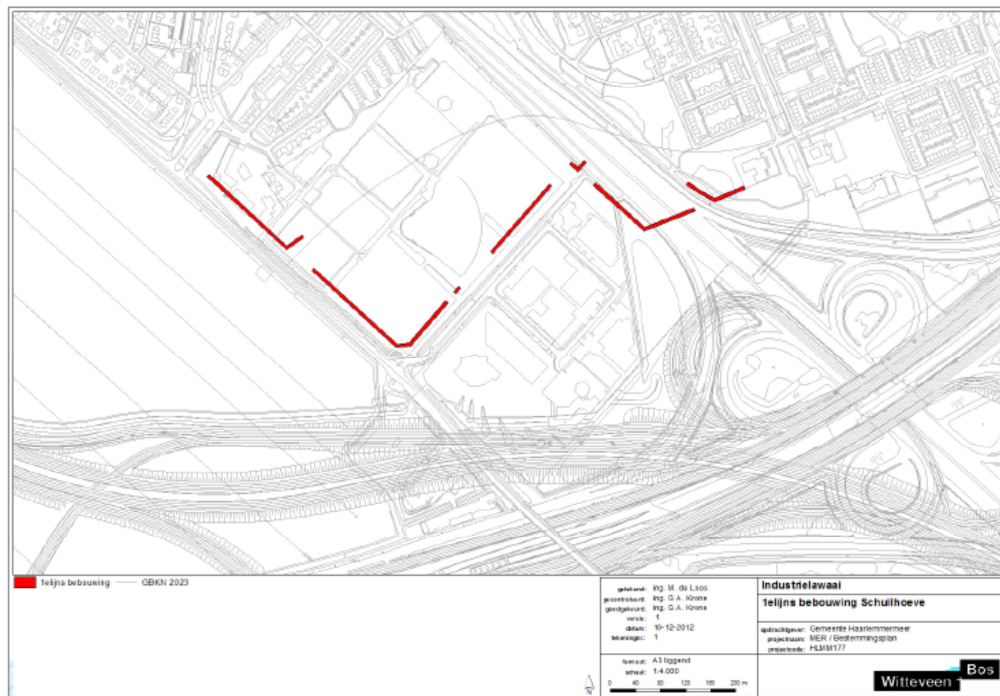 1elijns bebouwing GBKN 2023
getekend: ing. M. de Laos
gecontroleerd: ing. G.A. Krone
goedgekeurd: ing. G.A. Krone
versie: 1
datum: 10-12-2012
tekeningnr.: 1
formaat: A3 liggend
schaal: 1:4.000
0 40 80 120 160 200 m
Industrielawaai
1elijns bebouwing Schuilhoeve
opdrachtgever: Gemeente Haarlemmermeer
projectnaam: MER / Bestemmingsplan
projectcode: HLMM177
Witteveen
Bos